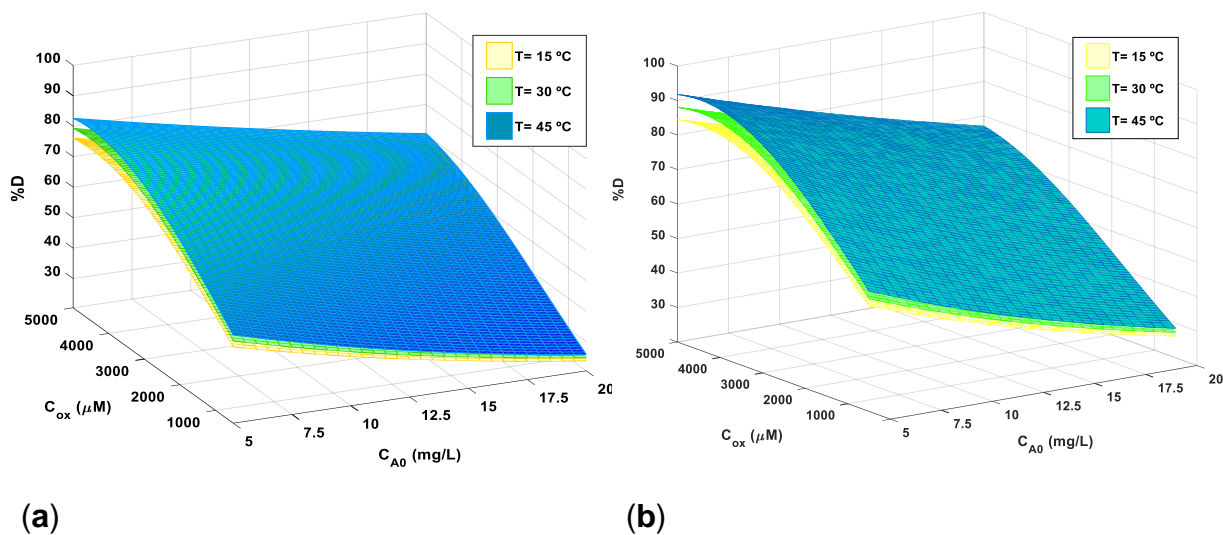 T= 15 ºC
T= 30 ºC
T= 45 ºC
100
90
80
70
60
50
40
30
%D
5000
4000
3000
2000
1000
C_ox (μM)
5
7.5
10
12.5
15
17.5
20
C_A0 (mg/L)
(a)
T= 15 ºC
T= 30 ºC
T= 45 ºC
100
90
80
70
60
50
40
30
%D
5000
4000
3000
2000
1000
C_ox (μM)
5
7.5
10
12.5
15
17.5
20
C_A0 (mg/L)
(b)